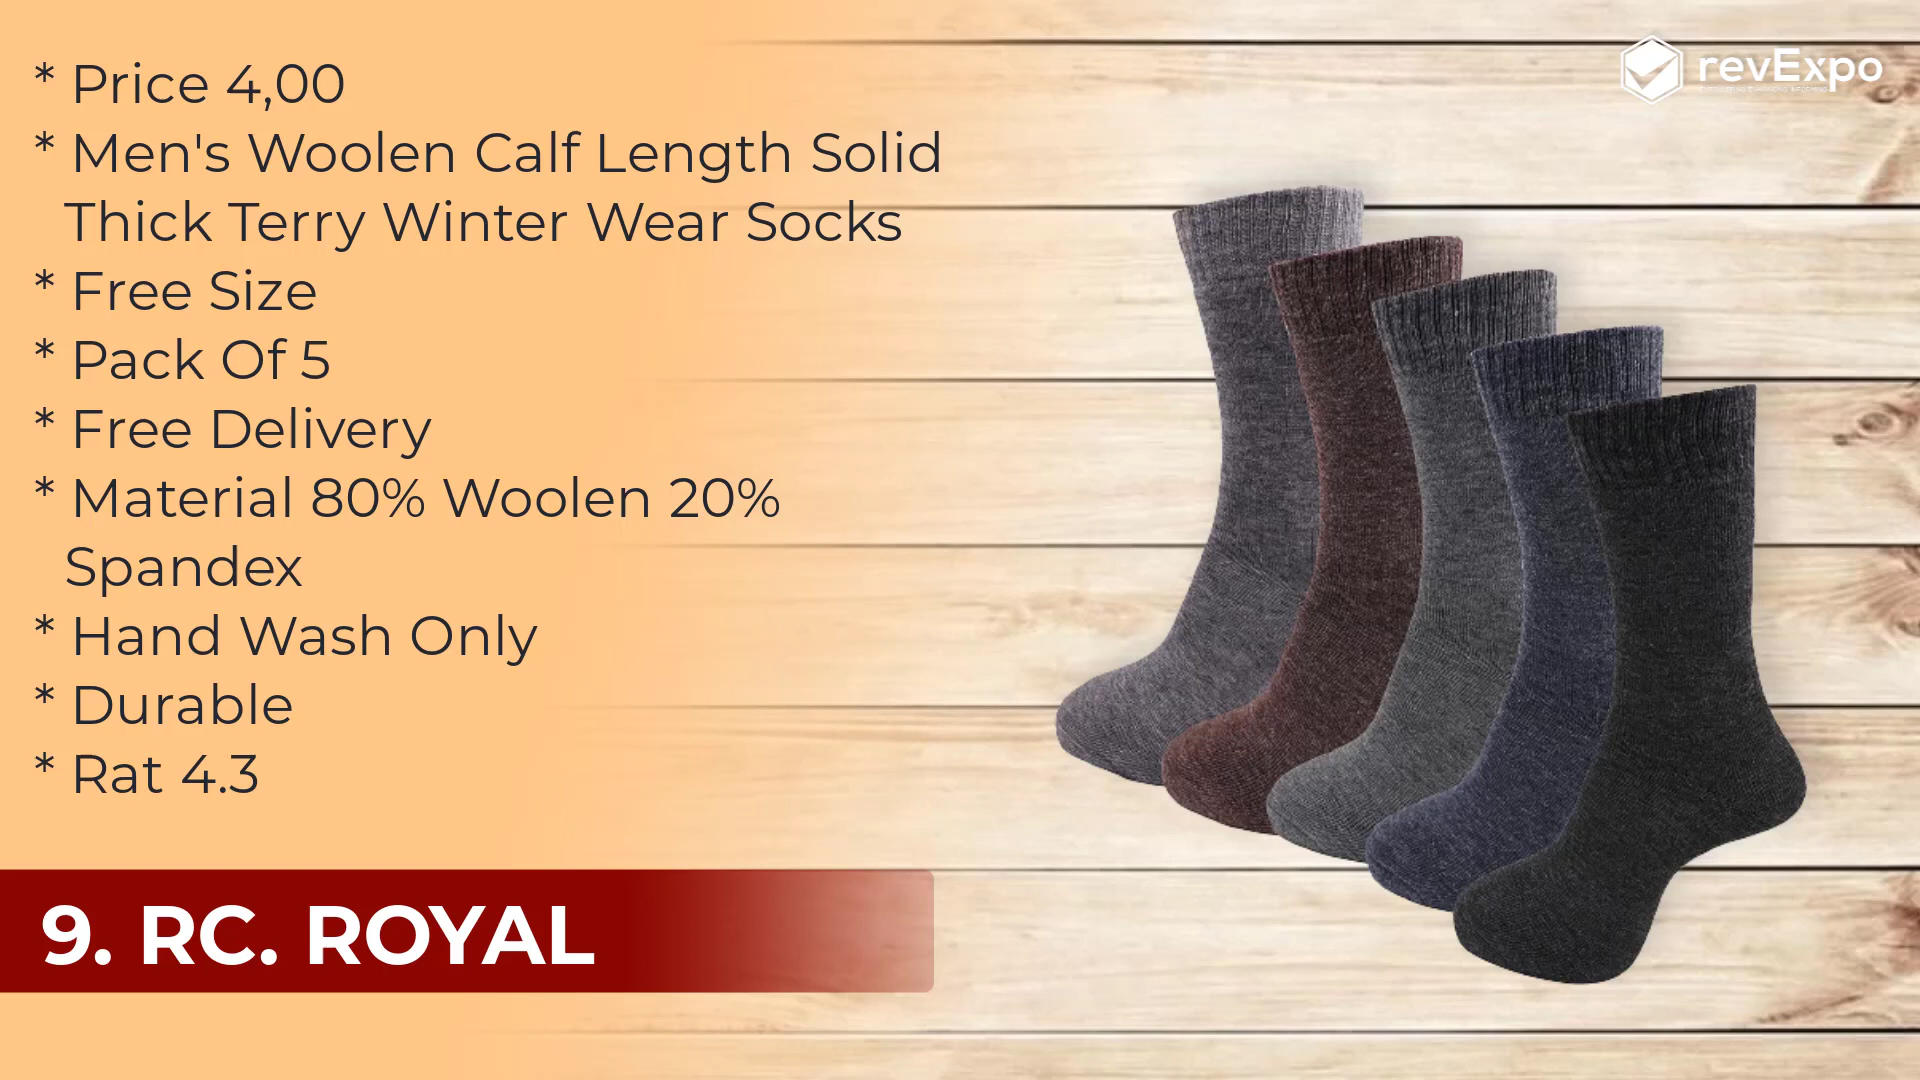 * Price 4,00
* Men's Woolen Calf Length Solid
Thick Terry Winter Wear Socks
* Free Size
* Pack Of 5
* Free Delivery
* Material 80% Woolen 20%
Spandex
* Hand Wash Only
* Durable
* Rat 4.3
9. RC. ROYAL
revExpo